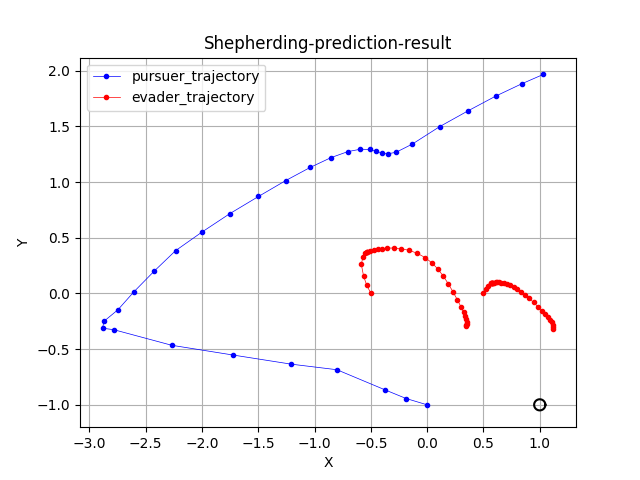 Shepherding-prediction-result
pursuer_trajectory
evader_trajectory
2.0
1.5
1.0
0.5
0.0
−0.5
−1.0
Y
−3.0 −2.5 −2.0 −1.5 −1.0 −0.5 0.0 0.5 1.0
X